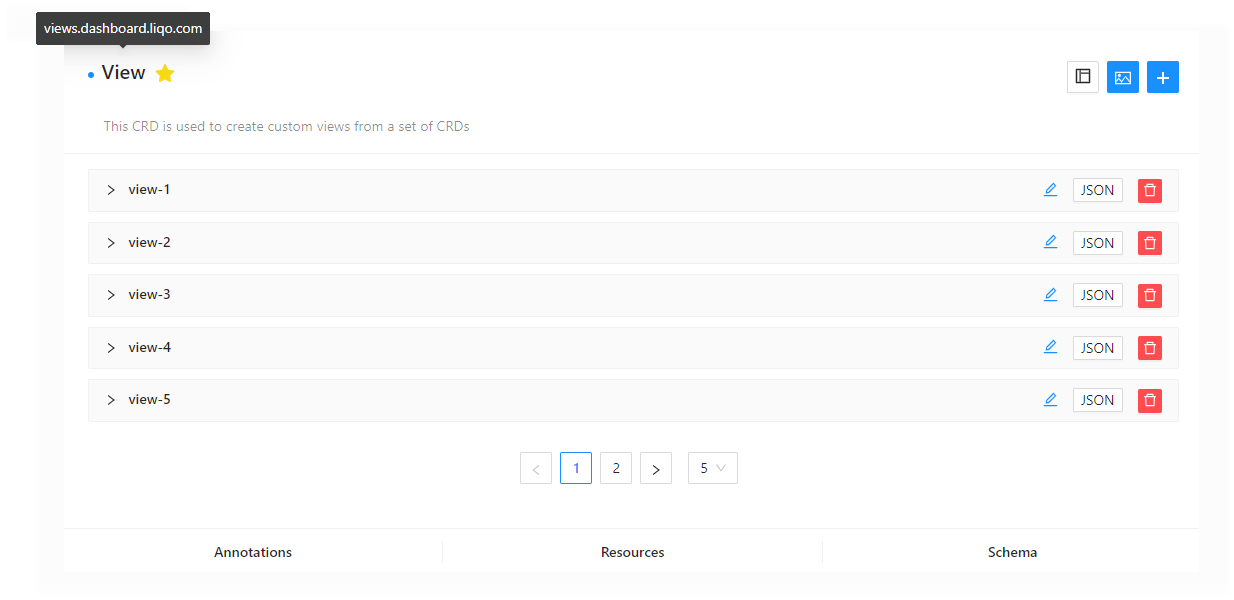 views.dashboard.liqo.com
View
This CRD is used to create custom views from a set of CRDs
view-1 JSON
view-2 JSON
view-3 JSON
view-4 JSON
view-5 JSON
1 2 5
Annotations Resources Schema